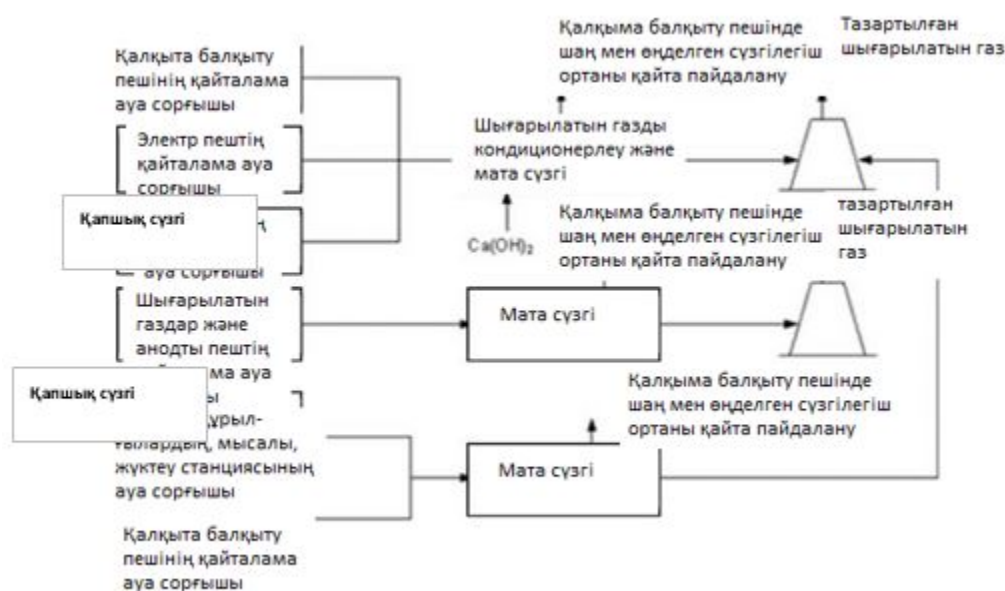 Қалқыта балқыту
пешінің қайталама
ауа сорғышы
Электр пештің
қайталама ауа
сорғышы
Қапшық сүзгі
ауа сорғышы
Шығарылатын
газдар және
анодты пештің
ма ауа
Қапшық сүзгі
ұрыл-
ғылардың, мысалы,
жүктеу станциясының
ауа сорғышы
Қалқыта балқыту
пешінің қайталама
ауа сорғышы
Қалқыма балқыту пешінде
шаң мен өңделген сүзгілегіш
ортаны қайта пайдалану
Тазартылған
шығарылатын газ
Шығарылатын газды
кондиционерлеу және
мата сүзгі
Ca(OH)₂
Қалқыма балқыту пешінде
шаң мен өңделген сүзгілегіш
ортаны қайта пайдалану
тазартылған
шығарылатын
газ
Мата сүзгі
Қалқыма балқыту пешінде
шаң мен өңделген сүзгілегіш
ортаны қайта пайдалану
Мата сүзгі